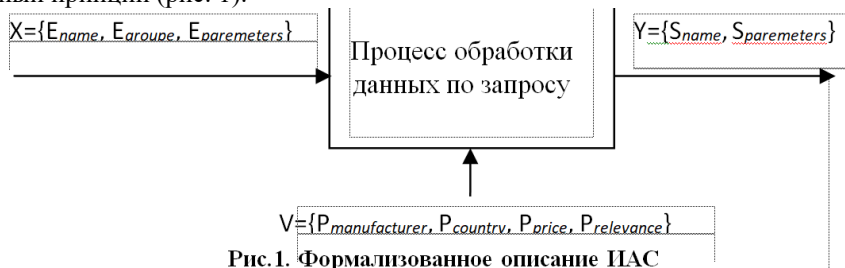 ный принцип (рис. 1).
X={Ename, Egroupe, Eparemeters}
Y={Sname, Sparemeters}
Процесс обработки
данных по запросу
V={Pmanufacturer, Pcountry, Pprice, Prelevance}
Рис.1. Формализованное описание ИАС